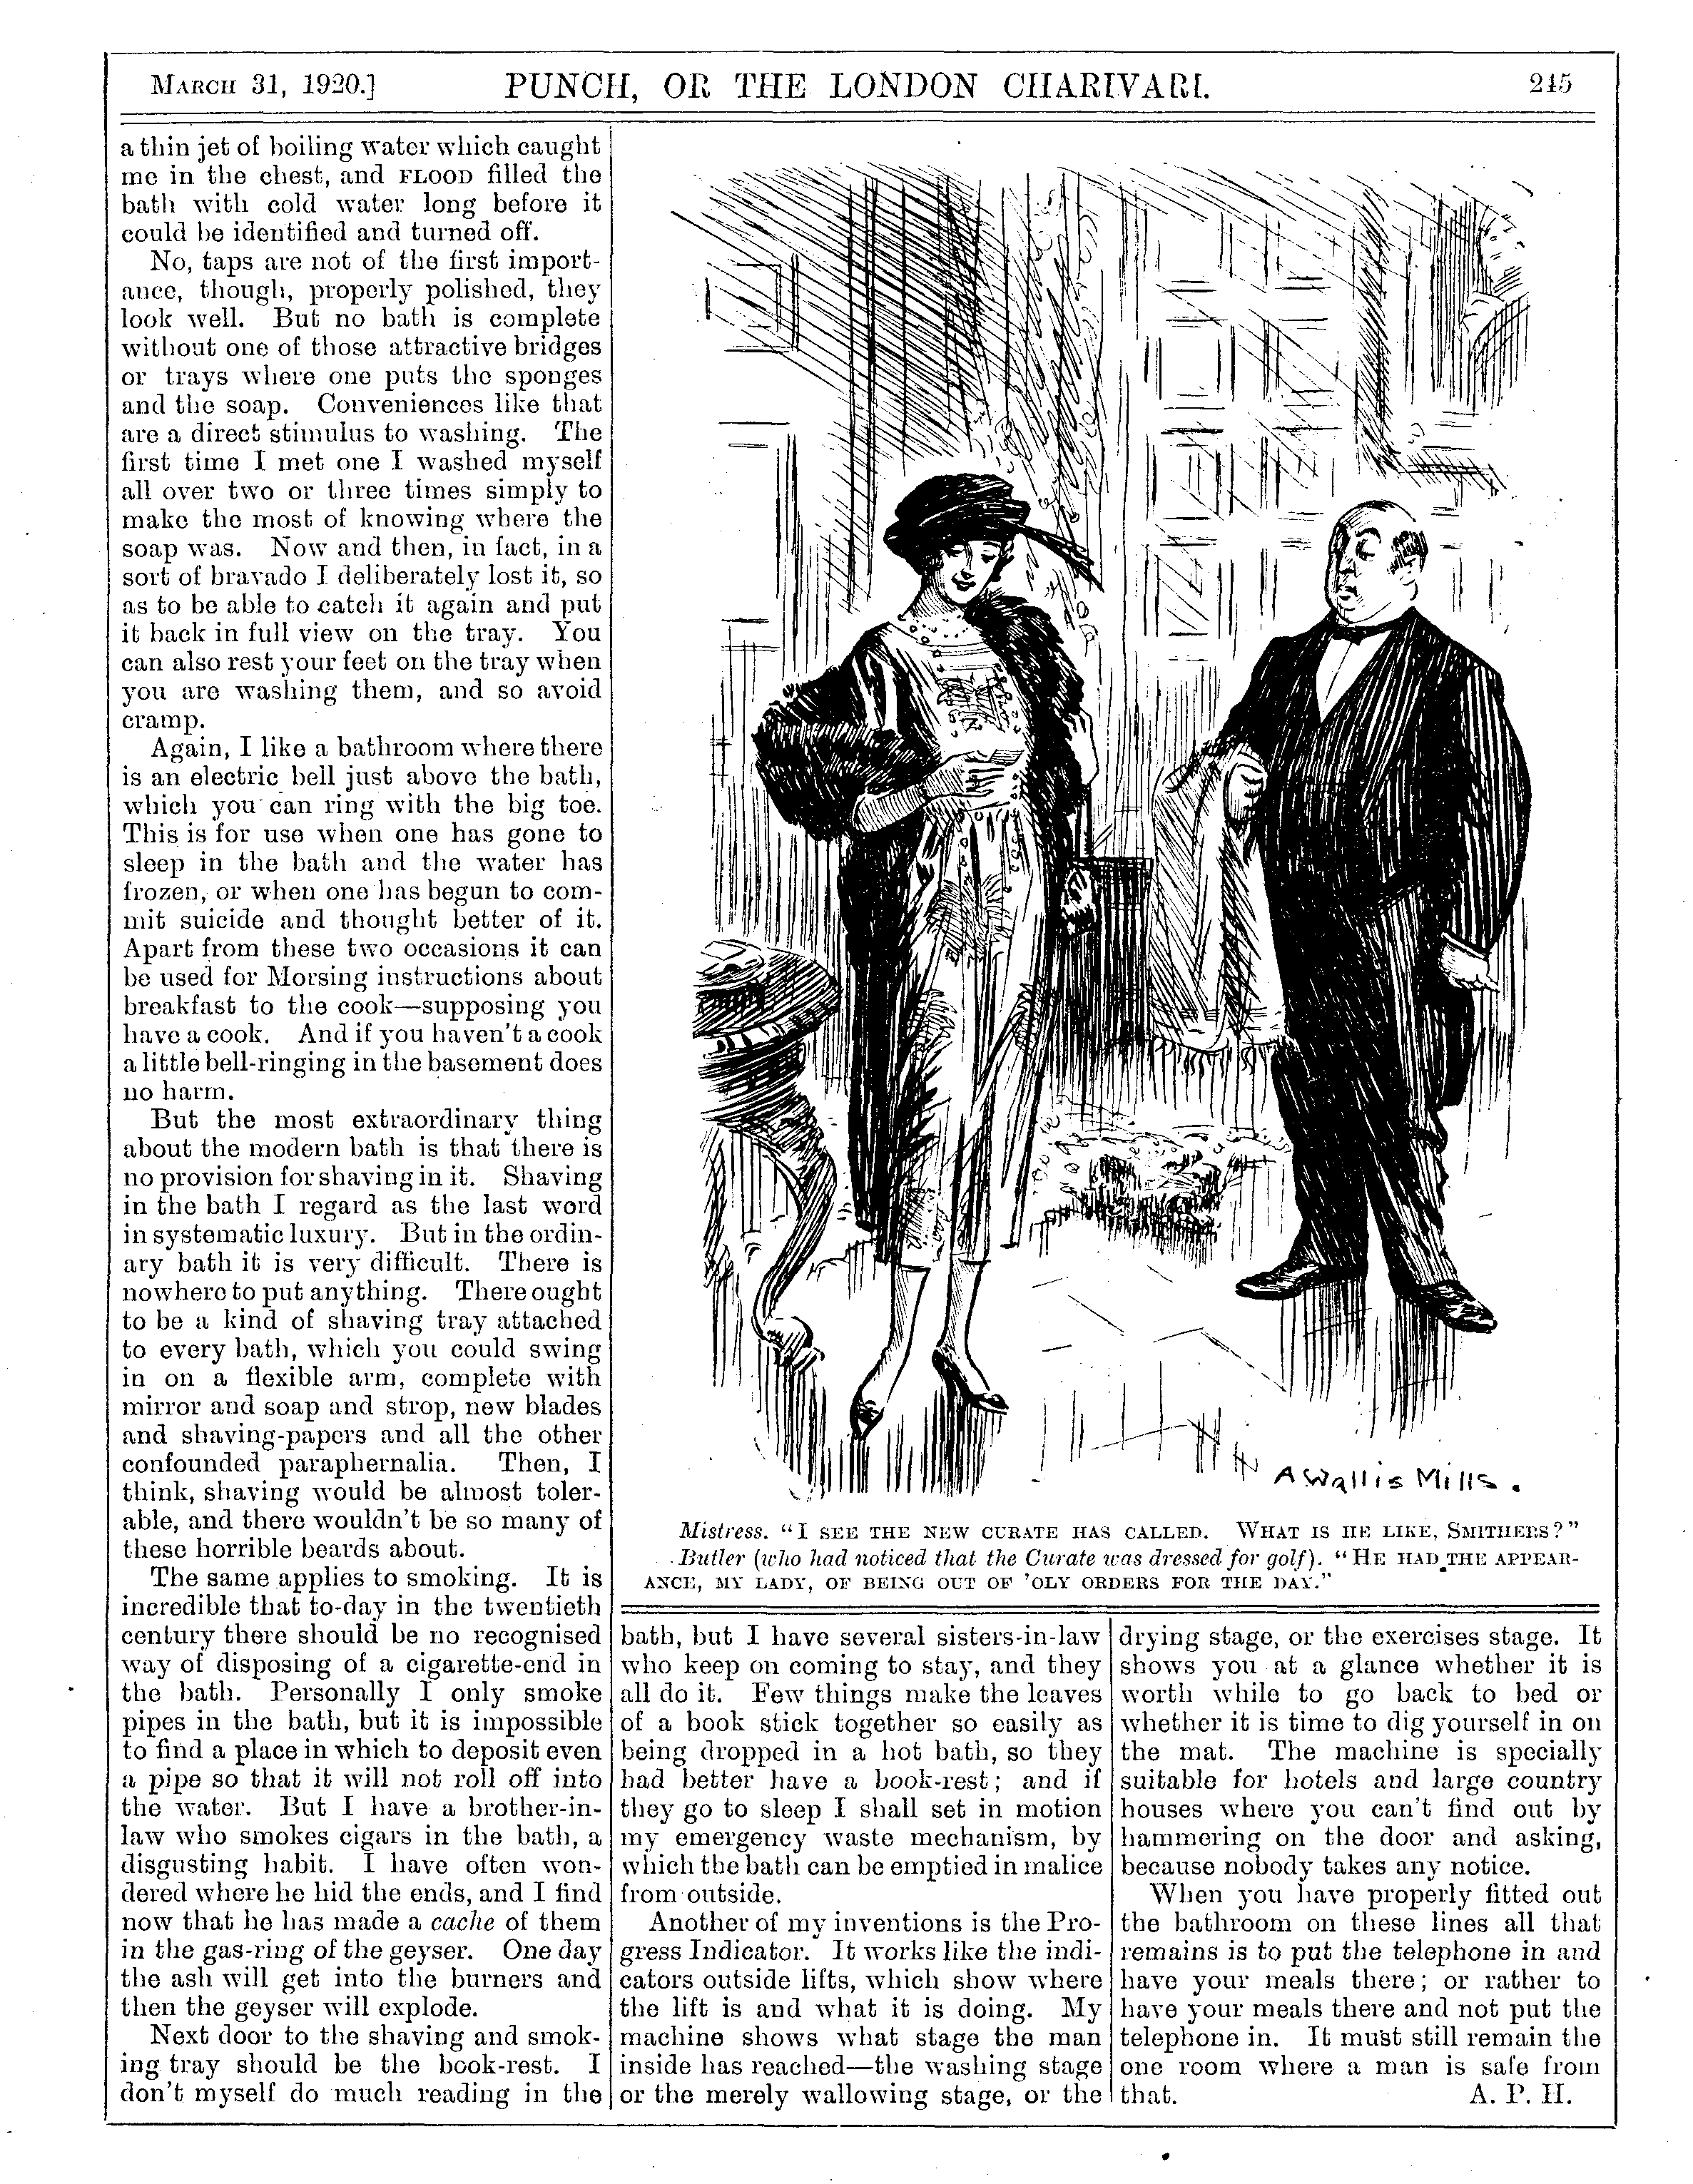 MARCH 31, 1920.] PUNCH, OR THE LONDON CHARIVARI. 245
a thin jet of boiling water which caught
me in the chest, and FLOOD filled the
bath with cold water long before it
could be identified and turned off.
No, taps are not of the first import-
ance, though, properly polished, they
look well. But no bath is complete
without one of those attractive bridges
or trays where one puts the sponges
and the soap. Conveniences like that
are a direct stimulus to washing. The
first time I met one I washed myself
all over two or three times simply to
make the most of knowing where the
soap was. Now and then, in fact, in a
sort of bravado I deliberately lost it, so
as to be able to catch it again and put
it back in full view on the tray. You
can also rest your feet on the tray when
you are washing them, and so avoid
cramp.
Again, I like a bathroom where there
is an electric bell just above the bath,
which you can ring with the big toe.
This is for use when one has gone to
sleep in the bath and the water has
frozen, or when one has begun to com-
mit suicide and thought better of it.
Apart from these two occasions it can
be used for Morsing instructions about
breakfast to the cook—supposing you
have a cook. And if you haven't a cook
a little bell-ringing in the basement does
no harm.
But the most extraordinary thing
about the modern bath is that there is
no provision for shaving in it. Shaving
in the bath I regard as the last word
in systematic luxury. But in the ordin-
ary bath it is very difficult. There is
nowhere to put anything. There ought
to be a kind of shaving tray attached
to every bath, which you could swing
in on a flexible arm, complete with
mirror and soap and strop, new blades
and shaving-papers and all the other
confounded paraphernalia. Then, I
think, shaving would be almost toler-
able, and there wouldn't be so many of
these horrible beards about.
The same applies to smoking. It is
incredible that to-day in the twentieth
century there should be no recognised
way of disposing of a cigarette-end in
the bath. Personally I only smoke
pipes in the bath, but it is impossible
to find a place in which to deposit even
a pipe so that it will not roll off into
the water. But I have a brother-in-
law who smokes cigars in the bath, a
disgusting habit. I have often won-
dered where he hid the ends, and I find
now that he has made a cache of them
in the gas-ring of the geyser. One day
the ash will get into the burners and
then the geyser will explode.
Next door to the shaving and smok-
ing tray should be the book-rest. I
don't myself do much reading in the
A Wallis Mills.
Mistress. "I SEE THE NEW CURATE HAS CALLED. WHAT IS HE LIKE, SMITHERS?"
Butler (who had noticed that the Curate was dressed for golf). "HE HAD THE APPEAR-
ANCE, MY LADY, OF BEING OUT OF 'OLY ORDERS FOR THE DAY."
bath, but I have several sisters-in-law
who keep on coming to stay, and they
all do it. Few things make the leaves
of a book stick together so easily as
being dropped in a hot bath, so they
had better have a book-rest; and if
they go to sleep I shall set in motion
my emergency waste mechanism, by
which the bath can be emptied in malice
from outside.
Another of my inventions is the Pro-
gress Indicator. It works like the indi-
cators outside lifts, which show where
the lift is and what it is doing. My
machine shows what stage the man
inside has reached—the washing stage
or the merely wallowing stage, or the
drying stage, or the exercises stage. It
shows you at a glance whether it is
worth while to go back to bed or
whether it is time to dig yourself in on
the mat. The machine is specially
suitable for hotels and large country
houses where you can't find out by
hammering on the door and asking,
because nobody takes any notice.
When you have properly fitted out
the bathroom on these lines all that
remains is to put the telephone in and
have your meals there; or rather to
have your meals there and not put the
telephone in. It must still remain the
one room where a man is safe from
that. A. P. H.